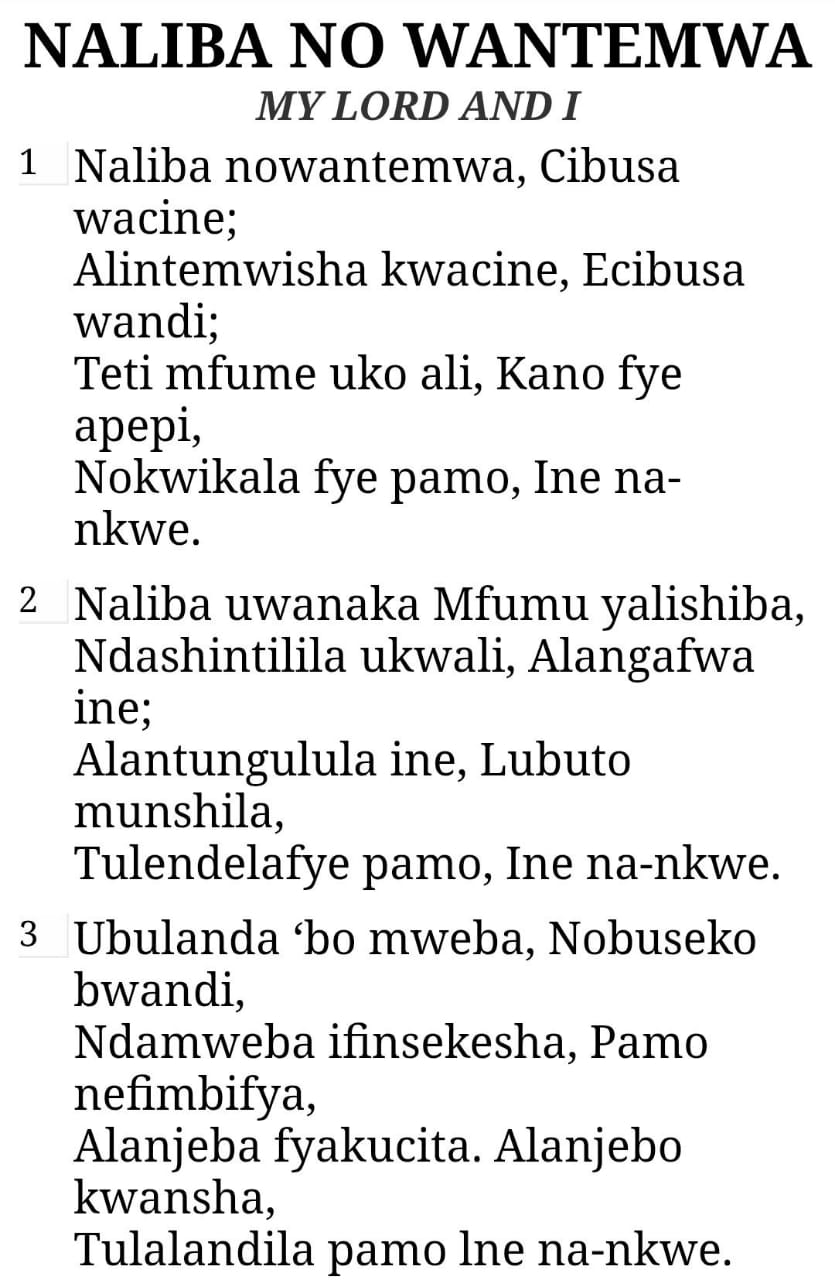 NALIBA NO WANTEMWA
MY LORD AND I
1 Naliba nowantemwa, Cibusa
wacine;
Alintemwisha kwacine, Ecibusa
wandi;
Teti mfume uko ali, Kano fye
apepi,
Nokwikala fye pamo, Ine na-
nkwe.
2 Naliba uwanaka Mfumu yalishiba,
Ndashintilila ukwali, Alangafwa
ine;
Alantungulula ine, Lubuto
munshila,
Tulendelafye pamo, Ine na-nkwe.
3 Ubulanda ‘bo mweba, Nobuseko
bwandi,
Ndamweba ifinsekesha, Pamo
nefimbifya,
Alanjeba fyakucita. Alanjebo
kwansha,
Tulalandila pamo lne na-nkwe.